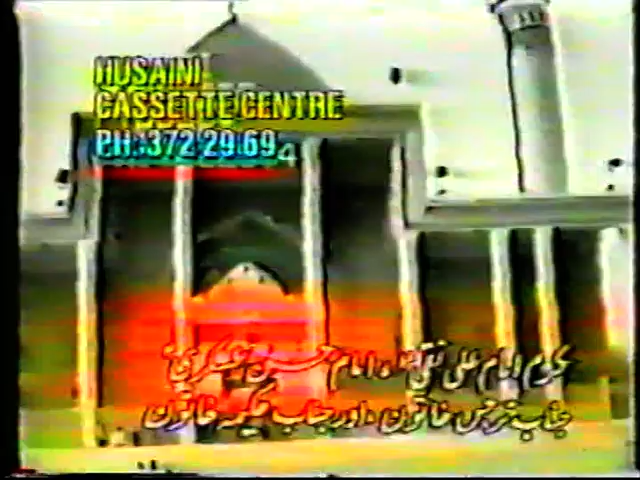 HUSAINI
CASSETTE CENTRE
PH:372 29.69
حرم امام علی نقیؑ، امام حسن عسکریؑ
جناب نرجس خاتون، اور جناب حکیمہ خاتون